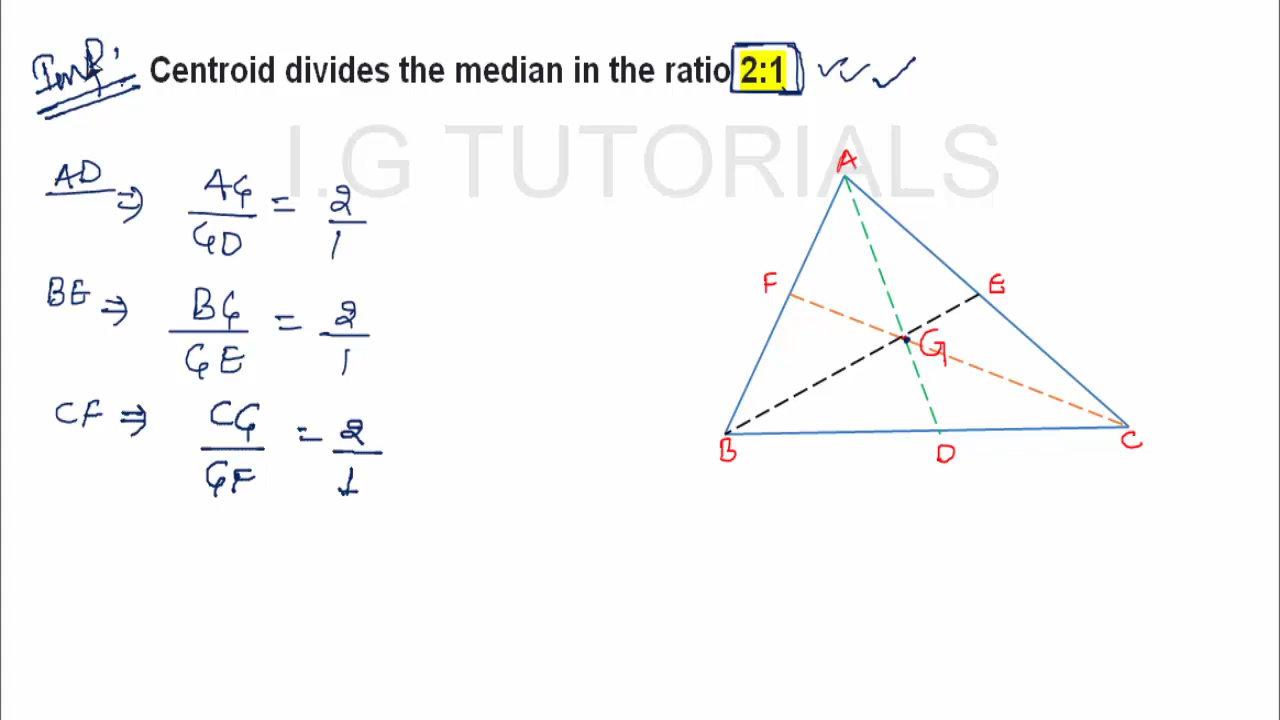 Imp: Centroid divides the median in the ratio 2:1
I.G TUTORIALS
AD ⇒ AG/GD = 2/1
BE ⇒ BG/GE = 2/1
CF ⇒ CG/GF = 2/1
A
F
E
G
B
D
C